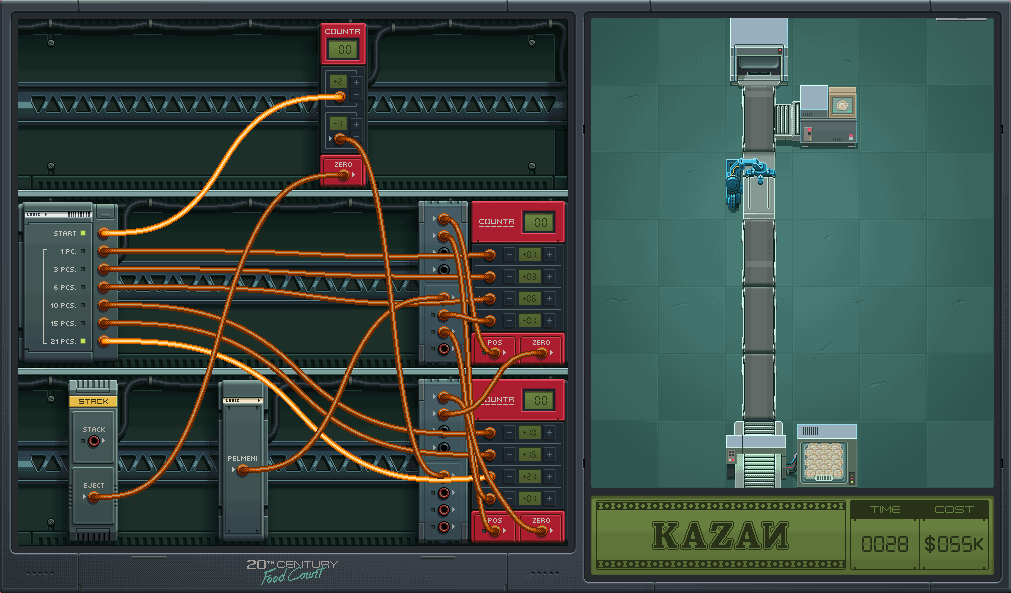 COUNTR
00
+2
-1
ZERO
LOGIC
START
1 PC.
3 PCS.
6 PCS.
10 PCS.
15 PCS.
21 PCS.
COUNTR
00
+01
+03
+06
-01
POS
ZERO
STACK
STACK
EJECT
LOGIC
PELMENI
COUNTR
00
+10
+15
+21
-01
POS
ZERO
20TH CENTURY
Food Court
KAZAИ
TIME
COST
0028
$055K